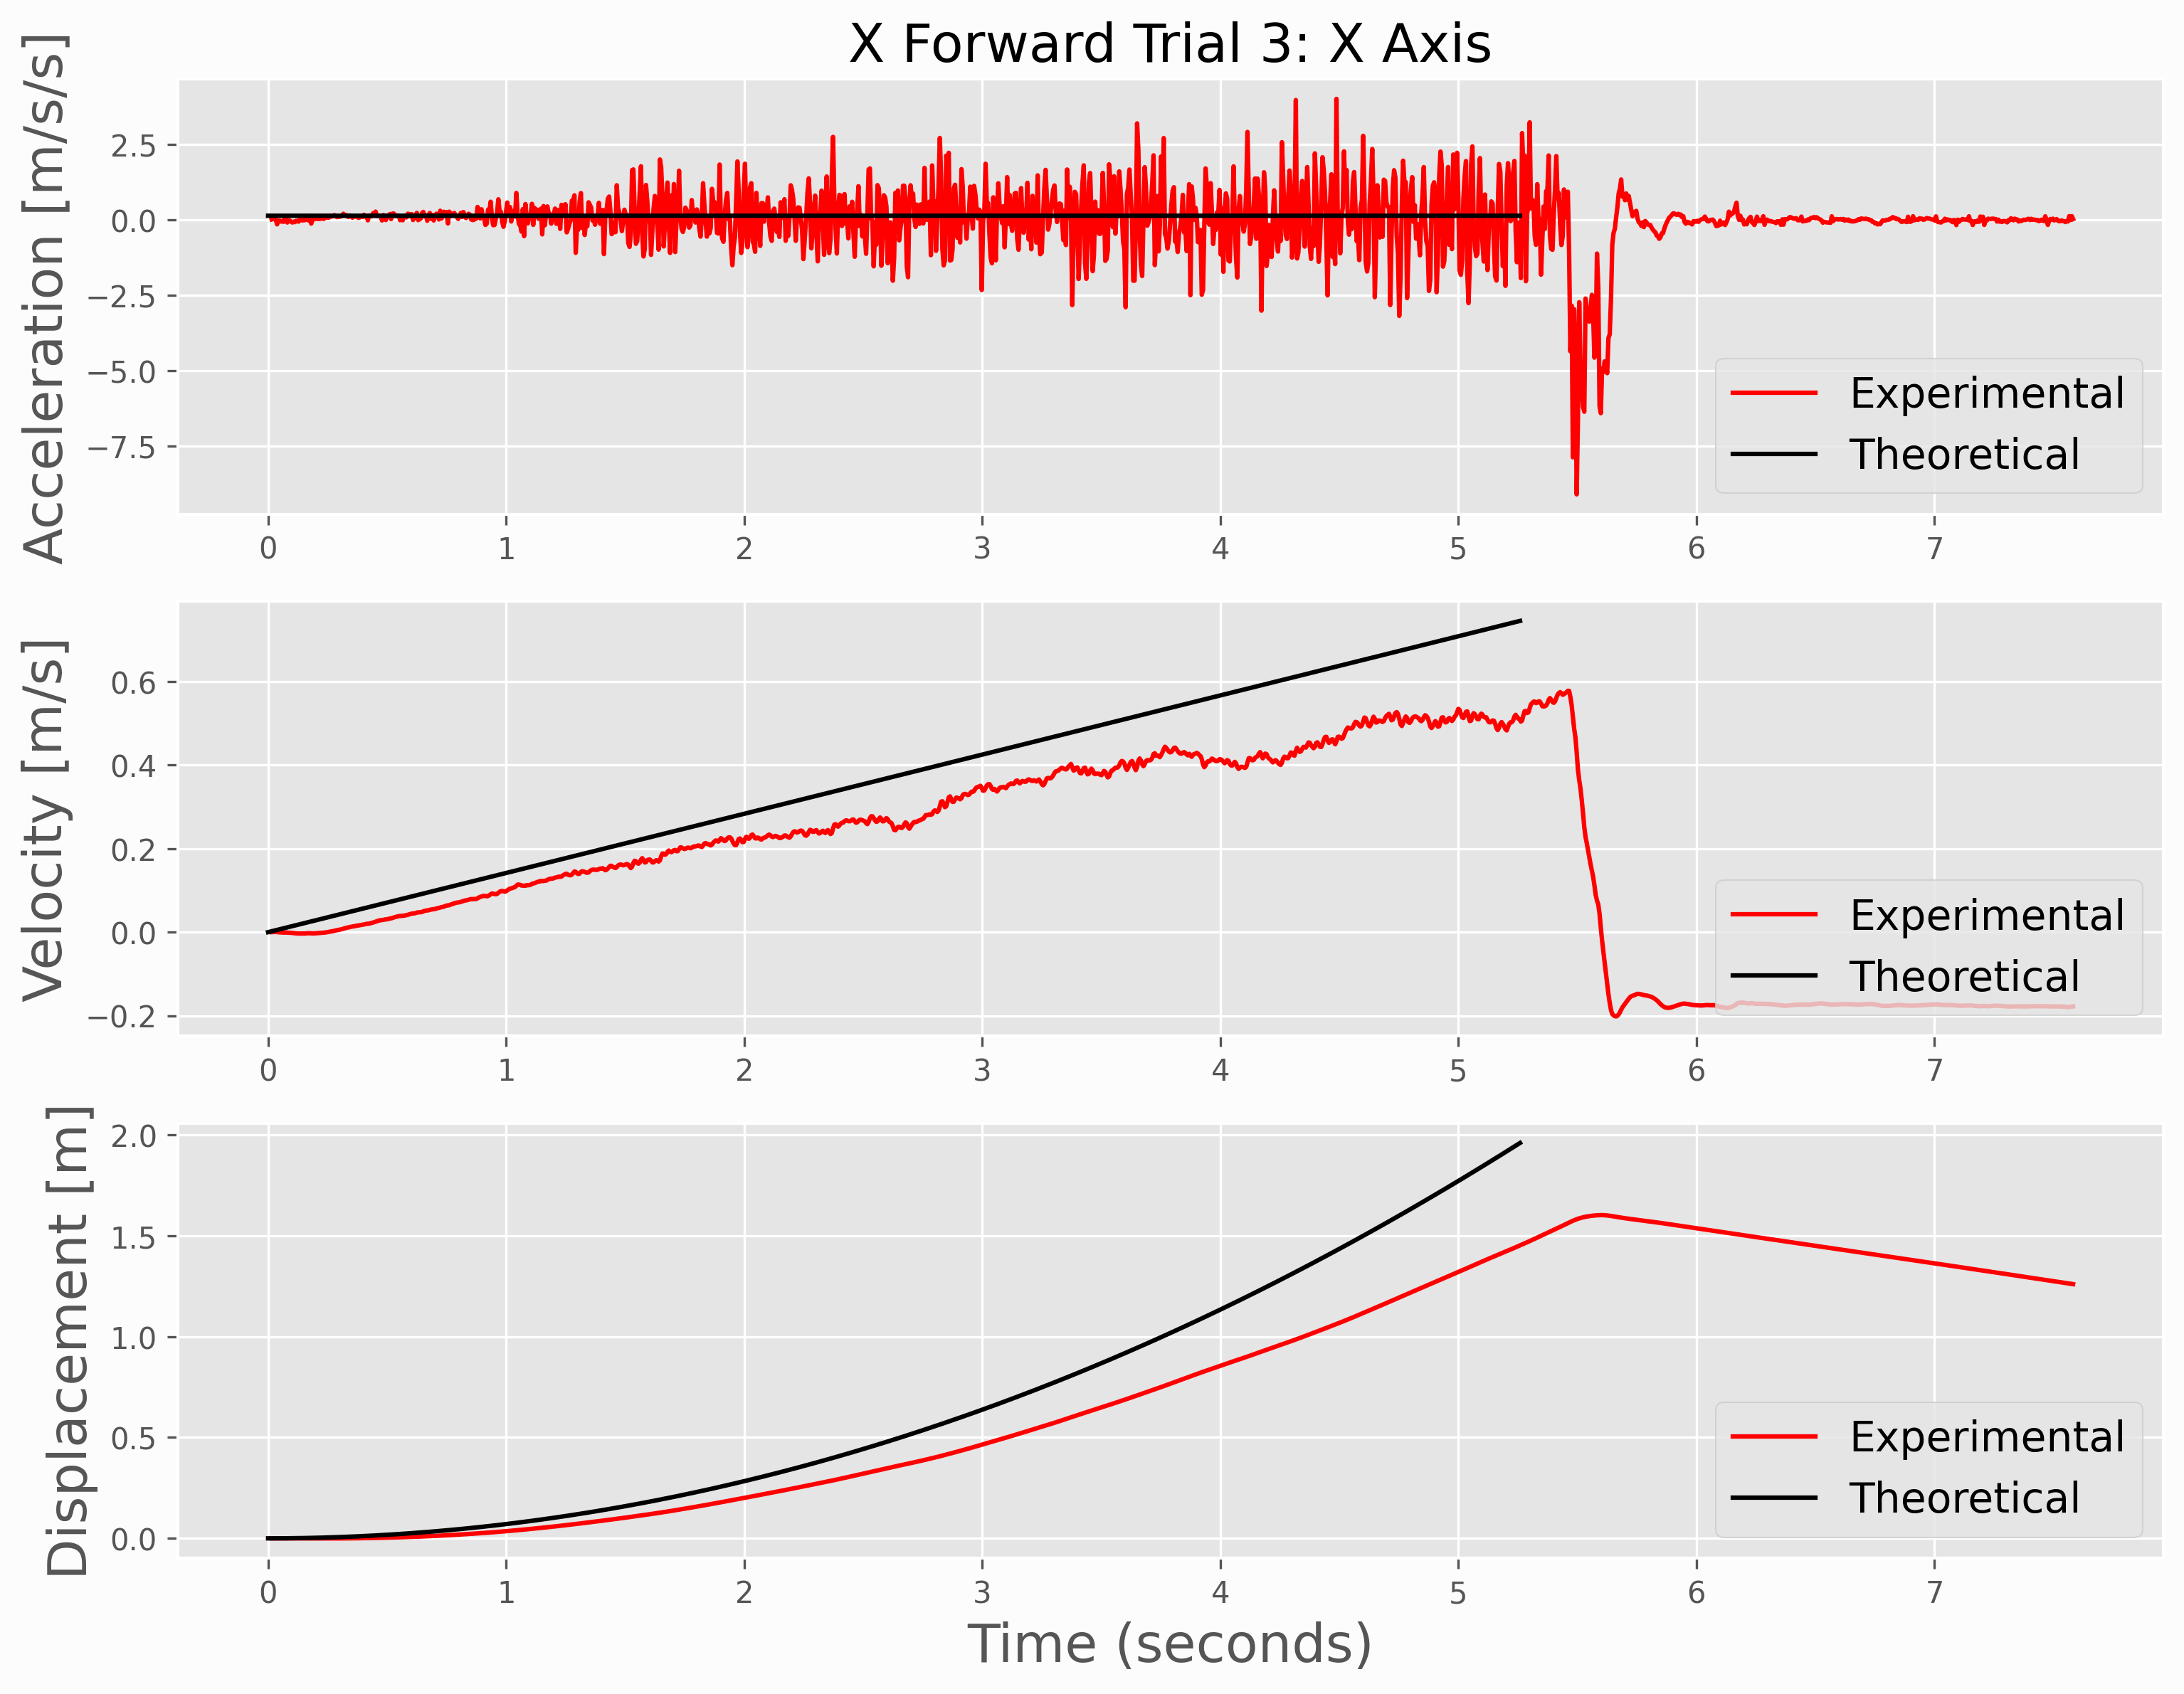 X Forward Trial 3: X Axis
Acceleration [m/s/s]
2.5
0.0
−2.5
−5.0
−7.5
Experimental
Theoretical
0 1 2 3 4 5 6 7
Velocity [m/s]
0.6
0.4
0.2
0.0
−0.2
Experimental
Theoretical
0 1 2 3 4 5 6 7
Displacement [m]
2.0
1.5
1.0
0.5
0.0
Experimental
Theoretical
0 1 2 3 4 5 6 7
Time (seconds)